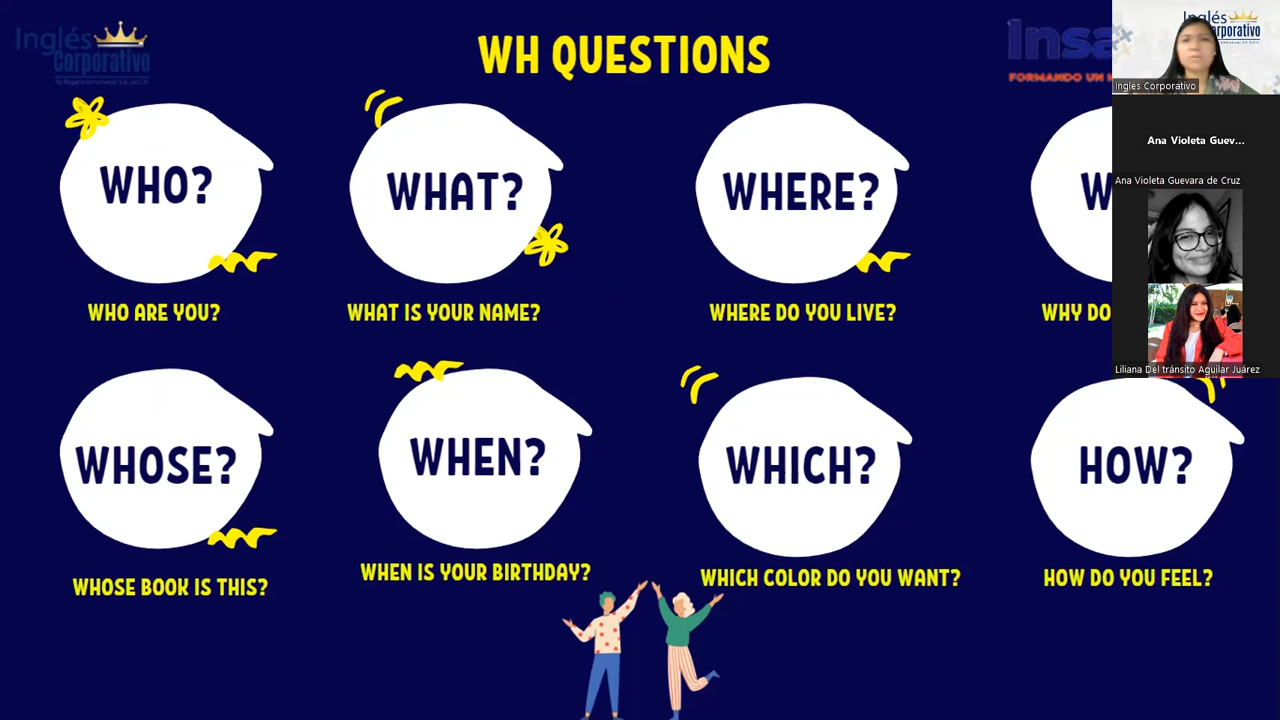 Inglés
Corporativo
WH QUESTIONS
Insa
FORMANDO UN
WHO?
WHAT?
WHERE?
W
WHO ARE YOU?
WHAT IS YOUR NAME?
WHERE DO YOU LIVE?
WHY DO
WHOSE?
WHEN?
WHICH?
HOW?
WHOSE BOOK IS THIS?
WHEN IS YOUR BIRTHDAY?
WHICH COLOR DO YOU WANT?
HOW DO YOU FEEL?
Inglés
Corporativo
Ingles Corporativo
Ana Violeta Guev...
Ana Violeta Guevara de Cruz
Liliana Del tránsito Aguilar Juárez